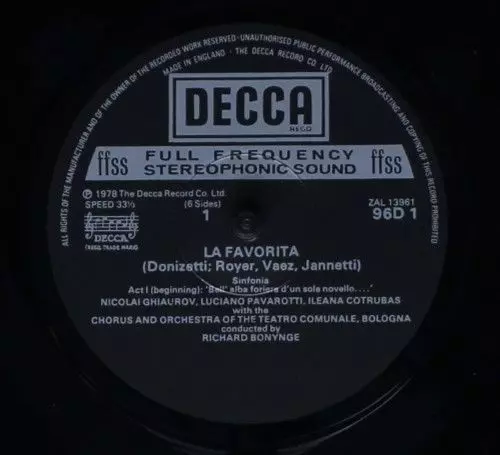 ALL RIGHTS OF THE MANUFACTURER AND OF THE OWNER OF THE RECORDED WORK RESERVED · UNAUTHORISED PUBLIC PERFORMANCE BROADCASTING AND COPYING OF THIS RECORD PROHIBITED
MADE IN ENGLAND · THE DECCA RECORD CO LTD
DECCA
REGD
ffss FULL FREQUENCY STEREOPHONIC SOUND ffss
℗ 1978 The Decca Record Co. Ltd.
SPEED 33⅓ (6 Sides)
1
ZAL 13961
96D 1
DECCA
(REGD. TRADE MARK)
LA FAVORITA
(Donizetti; Royer, Vaez, Jannetti)
Sinfonia
Act I (beginning): 'Bell' alba foriera d'un sole novello....'
NICOLAI GHIAUROV, LUCIANO PAVAROTTI, ILEANA COTRUBAS
with the
CHORUS AND ORCHESTRA OF THE TEATRO COMUNALE, BOLOGNA
conducted by
RICHARD BONYNGE